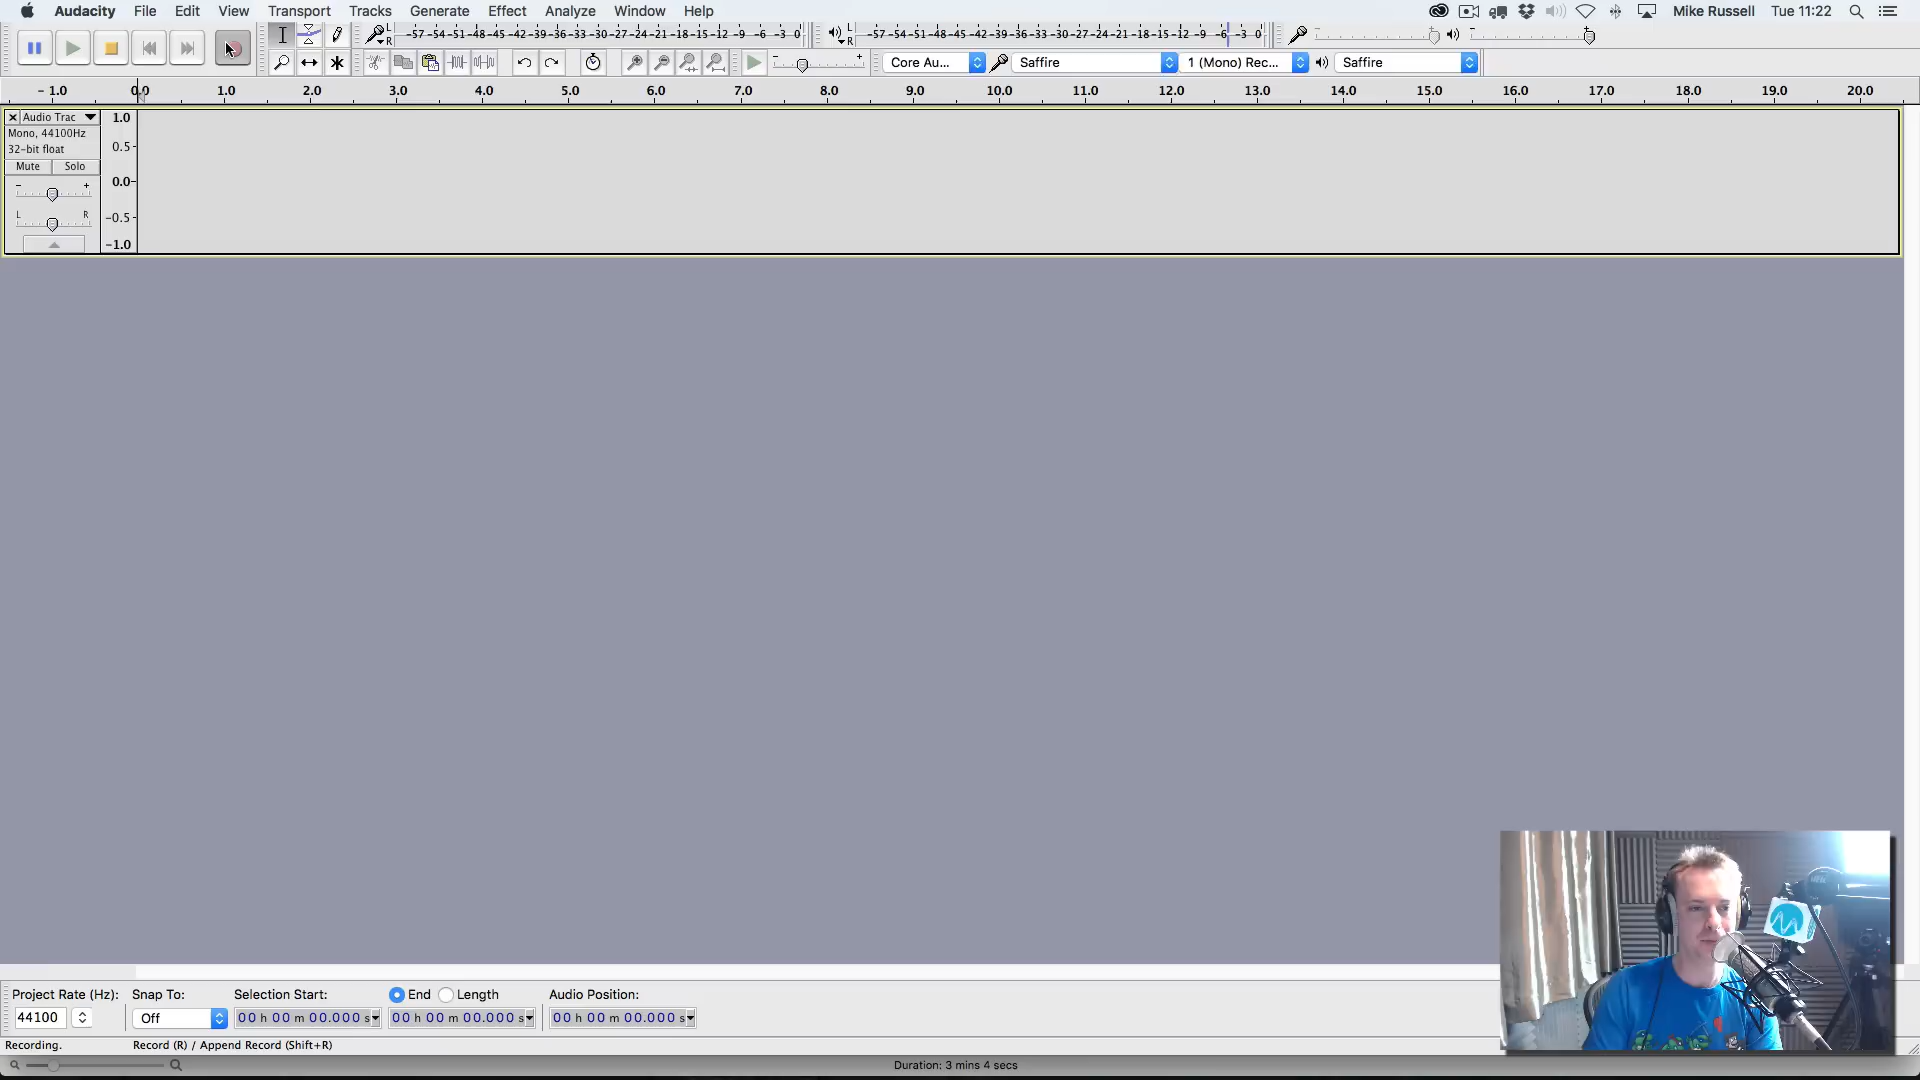 Audacity File Edit View Transport Tracks Generate Effect Analyze Window Help Mike Russell Tue 11:22
L R -57-54-51-48-45-42-39-36-33-30-27-24-21-18-15-12-9 -6 -3 0 L R -57-54-51-48-45-42-39-36-33-30-27-24-21-18-15-12-9 -6 -3 0 - + - +
- + Core Au... Saffire 1 (Mono) Rec... Saffire
- 1.0 0.0 1.0 2.0 3.0 4.0 5.0 6.0 7.0 8.0 9.0 10.0 11.0 12.0 13.0 14.0 15.0 16.0 17.0 18.0 19.0 20.0
Audio Trac 1.0
Mono, 44100Hz
32-bit float 0.5-
Mute Solo
- + 0.0-
L R -0.5-
-1.0
Project Rate (Hz): Snap To: Selection Start: End Length Audio Position:
44100 Off 00 h 00 m 00.000 s 00 h 00 m 00.000 s 00 h 00 m 00.000 s
Recording. Record (R) / Append Record (Shift+R)
Duration: 3 mins 4 secs